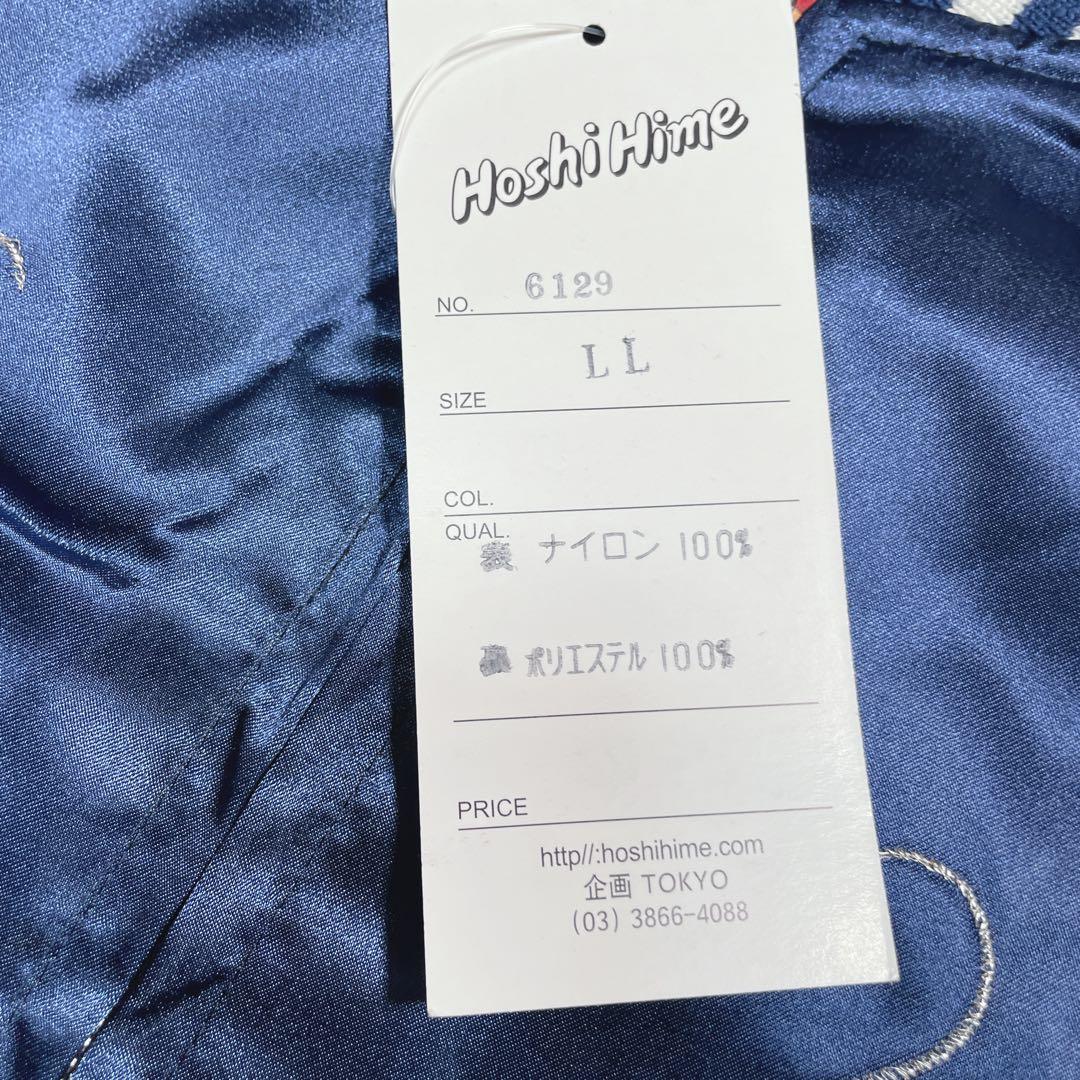 Hoshi Hime
NO. 6129
SIZE LL
COL.
QUAL.
表 ナイロン 100%
ポリエステル 100%
PRICE
http//:hoshihime.com
企画 TOKYO
(03) 3866-4088